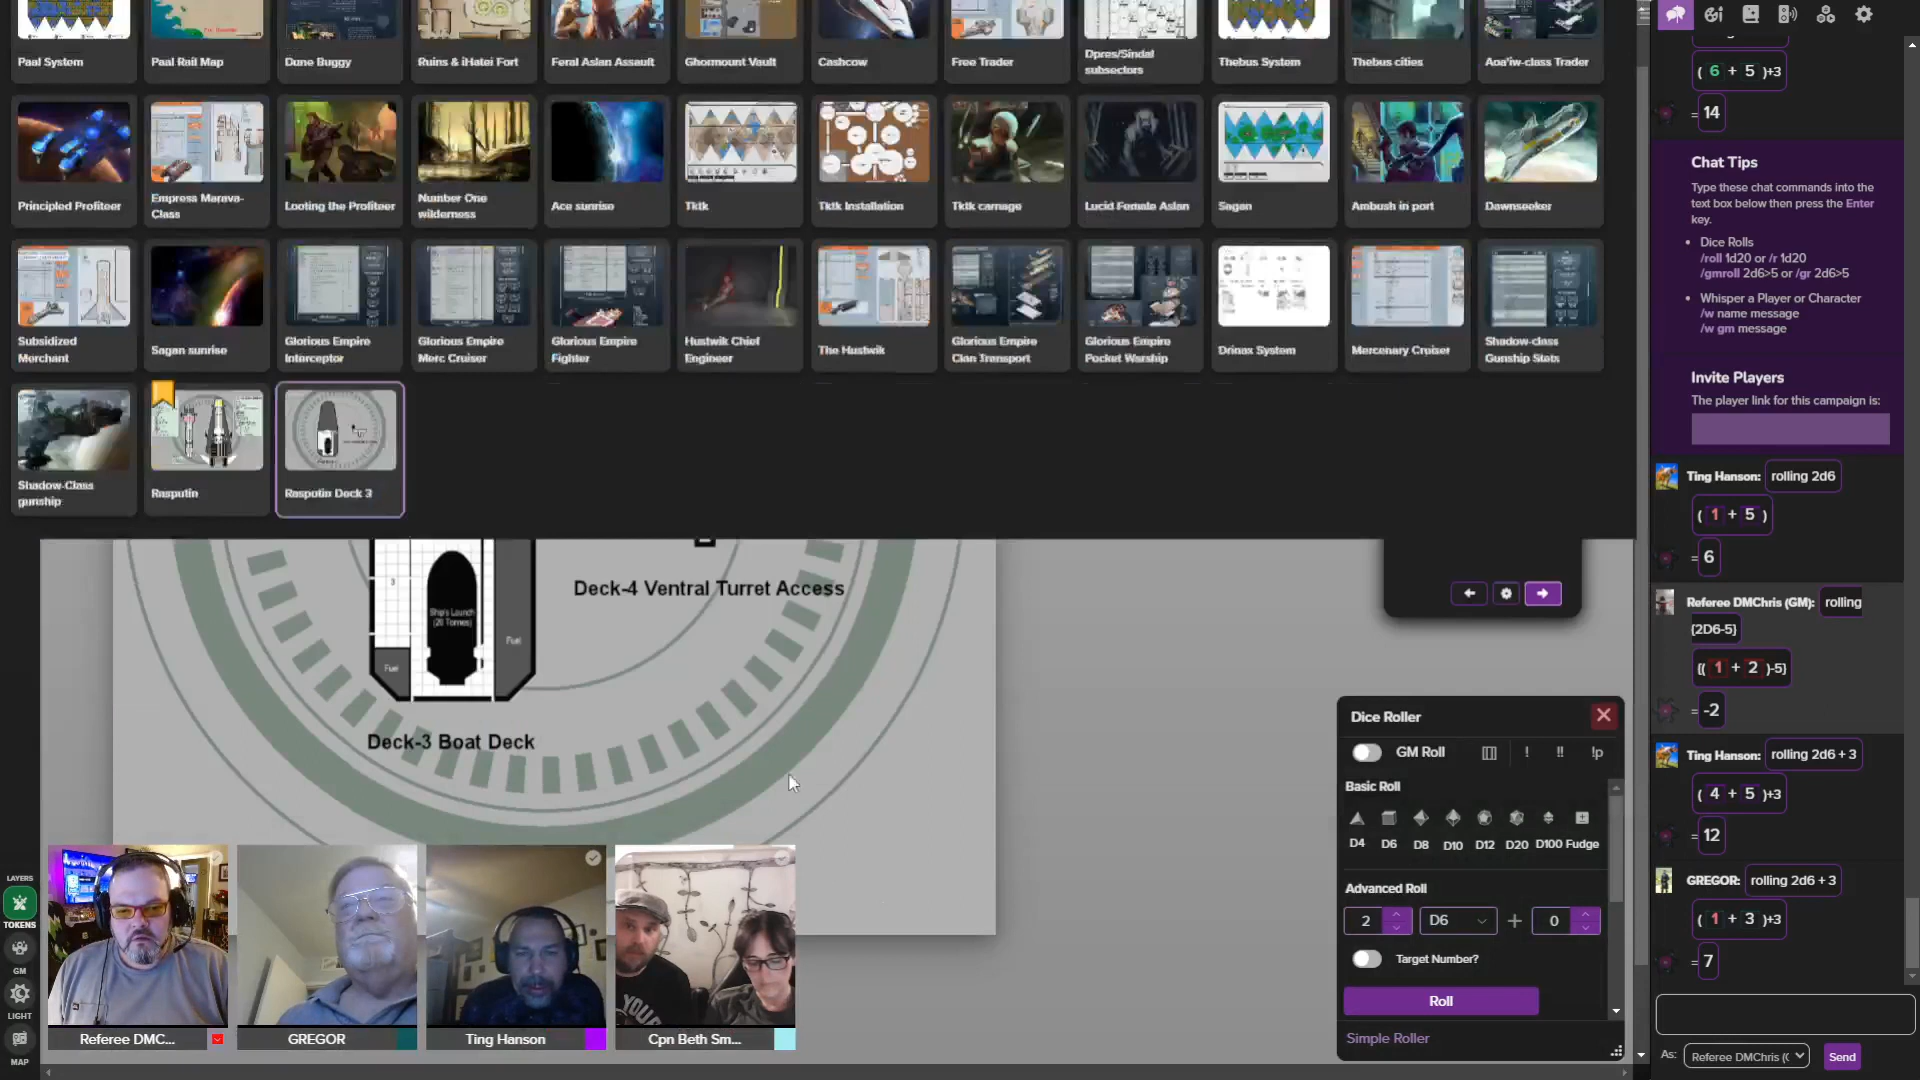 Paal System
Paal Rail Map
Dune Buggy
Ruins & iHatei Fort
Feral Aslan Assault
Ghormount Vault
Cashcow
Free Trader
Dpres/Sindal
subsectors
Thebus System
Thebus cities
Aoa'iw-class Trader
Principled Profiteer
Empress Marava-
Class
Looting the Profiteer
Number One
wilderness
Ace sunrise
Tktk
Tktk Installation
Tktk carnage
Lucid Female Aslan
Sagan
Ambush in port
Dawnseeker
Subsidized
Merchant
Sagan sunrise
Glorious Empire
Interceptor
Glorious Empire
Merc Cruiser
Glorious Empire
Fighter
Hustwik Chief
Engineer
The Hustwik
Glorious Empire
Clan Transport
Glorious Empire
Pocket Warship
Drinax System
Mercenary Cruiser
Shadow-class
Gunship Stats
Shadow-Class
gunship
Rasputin
Rasputin Deck 3
3
Ship's Launch
(20 Tonnes)
Fuel
Fuel
Deck-4 Ventral Turret Access
Deck-3 Boat Deck
LAYERS
TOKENS
GM
LIGHT
MAP
Referee DMC...
GREGOR
Ting Hanson
Cpn Beth Sm...
Dice Roller
GM Roll
[[]]
!
!!
!p
Basic Roll
D4
D6
D8
D10
D12
D20
D100
Fudge
Advanced Roll
2
D6
+
0
Target Number?
Roll
Simple Roller
( 6 + 5 )+3
= 14
Chat Tips
Type these chat commands into the
text box below then press the Enter
key.
• Dice Rolls
/roll 1d20 or /r 1d20
/gmroll 2d6>5 or /gr 2d6>5
• Whisper a Player or Character
/w name message
/w gm message
Invite Players
The player link for this campaign is:
Ting Hanson: rolling 2d6
( 1 + 5 )
= 6
Referee DMChris (GM): rolling
{2D6-5}
{( 1 + 2 )-5}
= -2
Ting Hanson: rolling 2d6 + 3
( 4 + 5 )+3
= 12
GREGOR: rolling 2d6 + 3
( 1 + 3 )+3
= 7
As: Referee DMChris (
Send